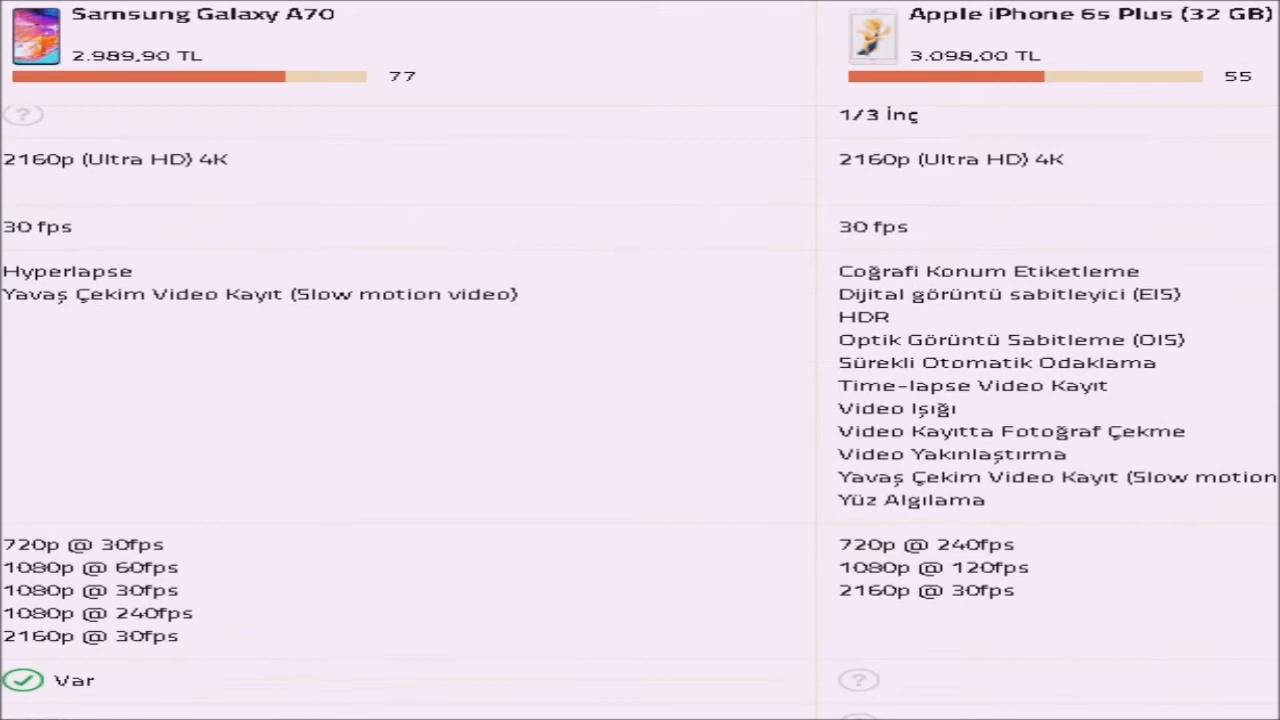 Samsung Galaxy A70
2.989,90 TL
77
?
2160p (Ultra HD) 4K
30 fps
Hyperlapse
Yavaş Çekim Video Kayıt (Slow motion video)
720p @ 30fps
1080p @ 60fps
1080p @ 30fps
1080p @ 240fps
2160p @ 30fps
Var
Apple iPhone 6s Plus (32 GB)
3.098,00 TL
55
1/3 İnç
2160p (Ultra HD) 4K
30 fps
Coğrafi Konum Etiketleme
Dijital görüntü sabitleyici (EIS)
HDR
Optik Görüntü Sabitleme (OIS)
Sürekli Otomatik Odaklama
Time-lapse Video Kayıt
Video Işığı
Video Kayıtta Fotoğraf Çekme
Video Yakınlaştırma
Yavaş Çekim Video Kayıt (Slow motion
Yüz Algılama
720p @ 240fps
1080p @ 120fps
2160p @ 30fps
?